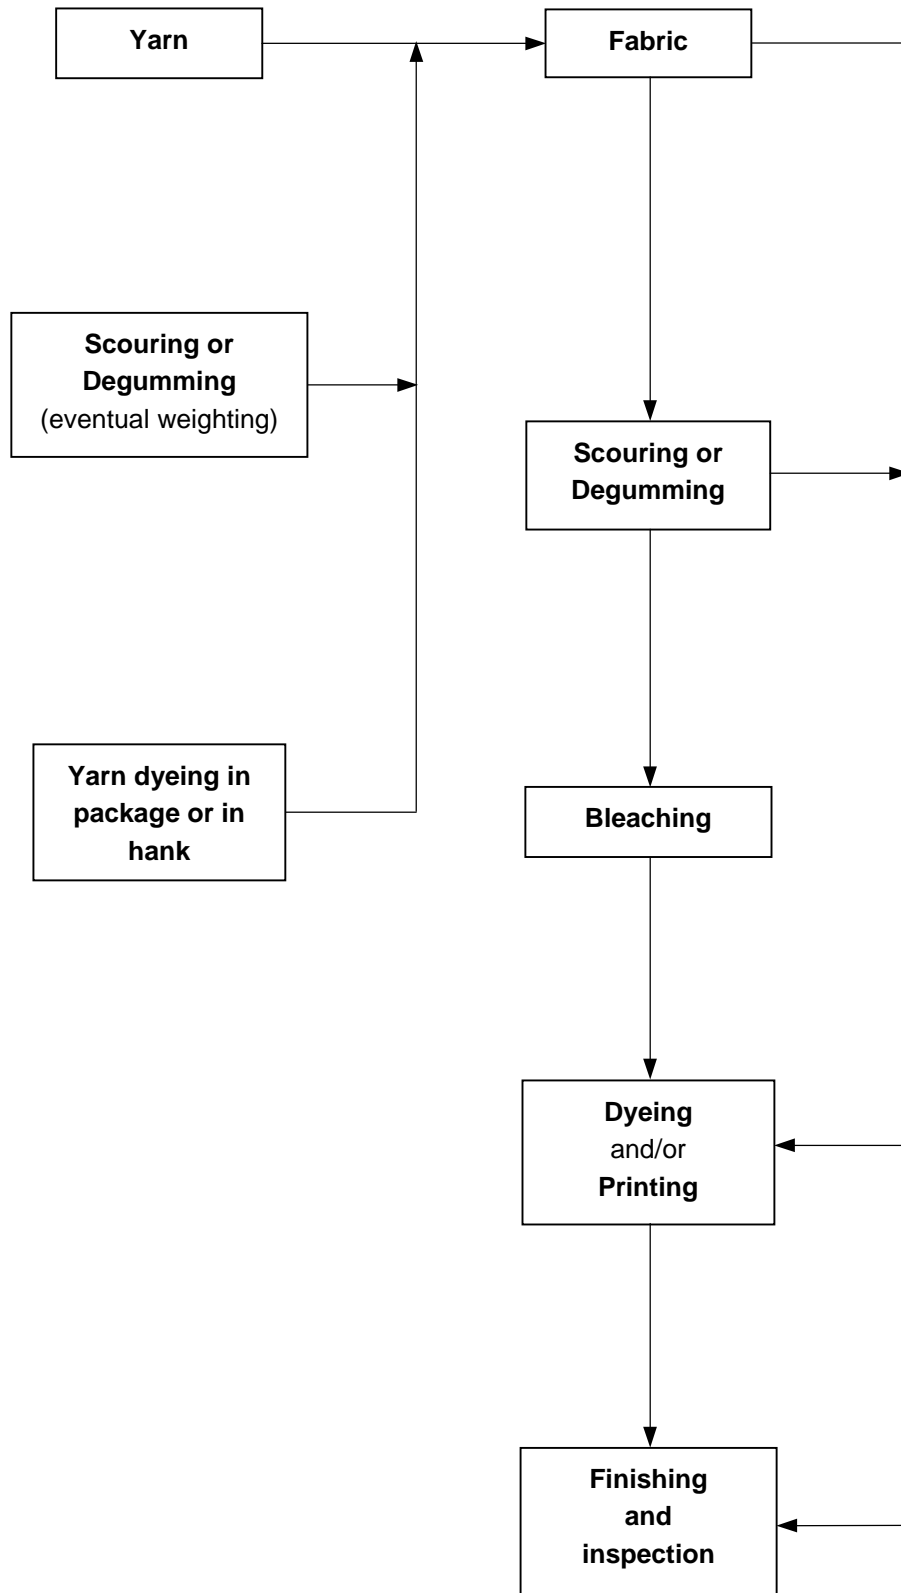 Yarn
Fabric
Scouring or
Degumming
(eventual weighting)
Scouring or
Degumming
Yarn dyeing in
package or in
hank
Bleaching
Dyeing
and/or
Printing
Finishing
and
inspection